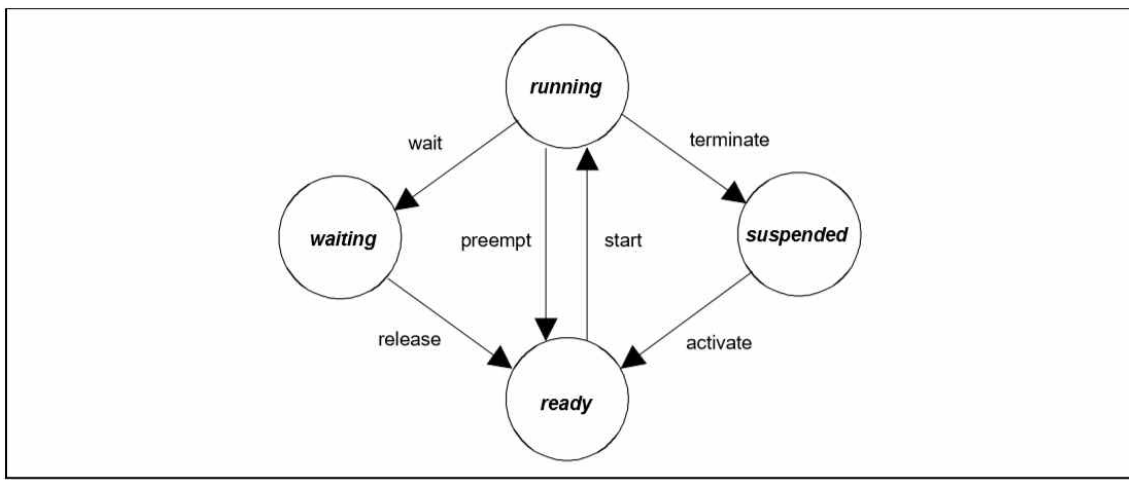 running
wait
terminate
waiting
preempt
start
suspended
release
activate
ready